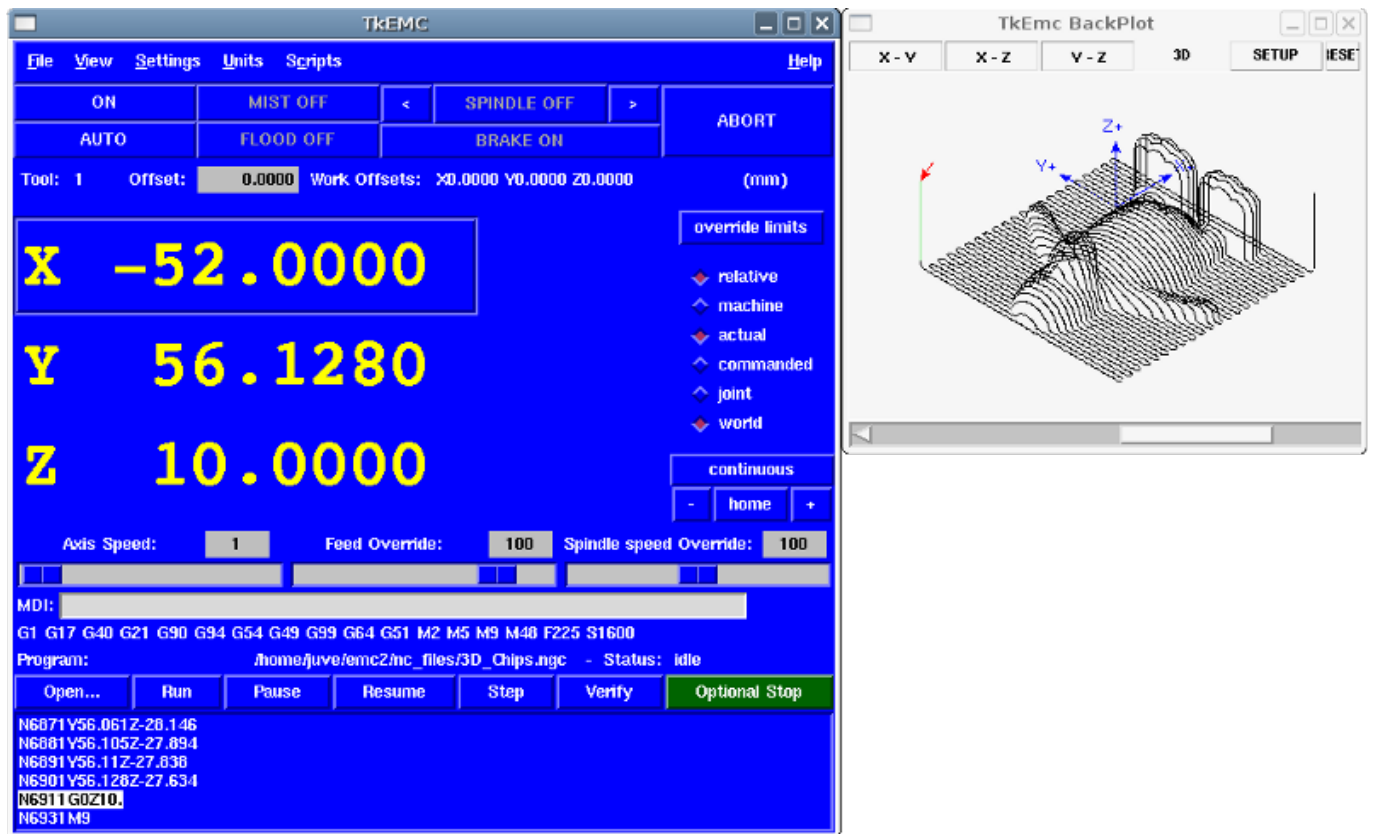 TkEMC
File View Settings Units Scripts Help
ON MIST OFF < SPINDLE OFF > ABORT
AUTO FLOOD OFF BRAKE ON
Tool: 1 Offset: 0.0000 Work Offsets: X0.0000 Y0.0000 Z0.0000 (mm)
override limits
X -52.0000
relative
machine
Y 56.1280
actual
commanded
joint
world
Z 10.0000
continuous
- home +
Axis Speed: 1 Feed Override: 100 Spindle speed Override: 100
MDI:
G1 G17 G40 G21 G90 G94 G54 G49 G99 G64 G51 M2 M5 M9 M48 F225 S1600
Program: /home/juve/emc2/nc_files/3D_Chips.ngc - Status: idle
Open... Run Pause Resume Step Verify Optional Stop
N6871Y56.061Z-28.146
N6881Y56.105Z-27.894
N6891Y56.11Z-27.838
N6901Y56.128Z-27.634
N6911G0Z10.
N6931M9
TkEmc BackPlot
X - Y X - Z Y - Z 3D SETUP RESET
Z+
Y+ X+